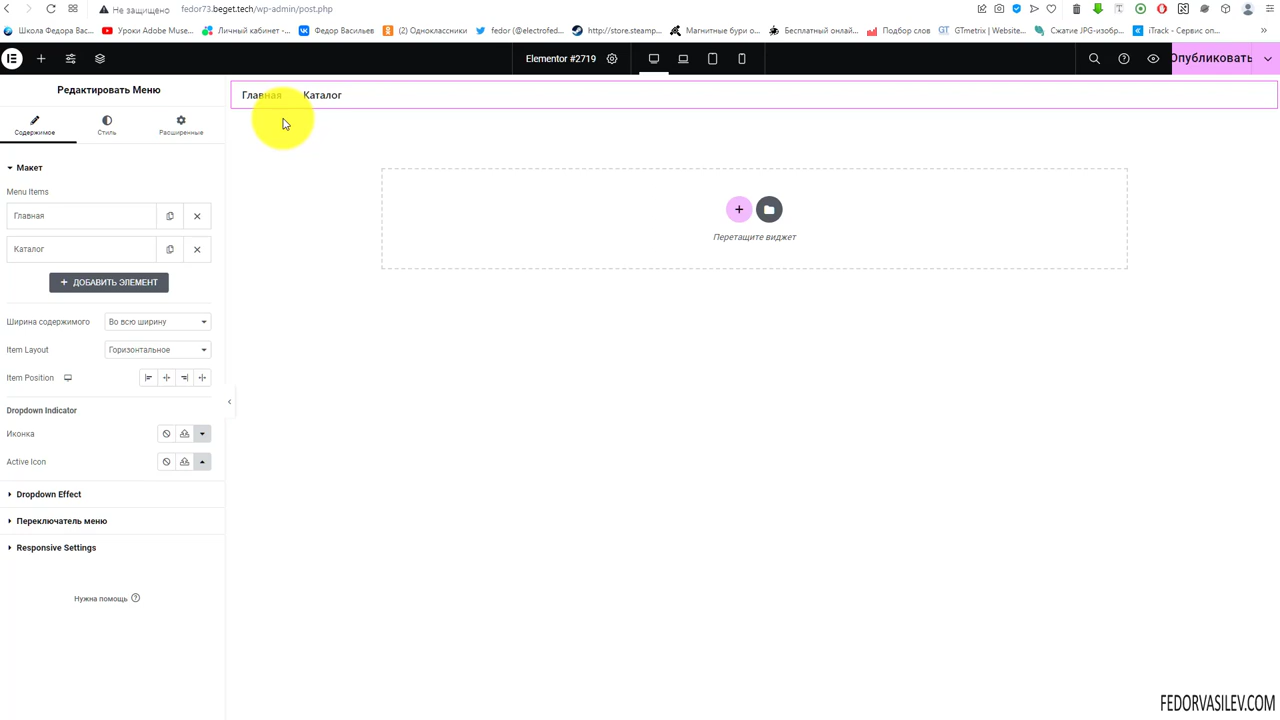 Не защищено fedor73.beget.tech/wp-admin/post.php
Школа Федора Вас... Уроки Adobe Muse... Личный кабинет -... Федор Васильев (2) Одноклассники fedor (@electrofed... http://store.steamp... Магнитные бури о... Бесплатный онлай... Подбор слов GTmetrix | Website... Сжатие JPG-изобр... iTrack - Сервис оп...
Elementor #2719 Опубликовать
Редактировать Меню
Содержимое Стиль Расширенные
Главная Каталог
Макет
Menu Items
Главная
Каталог
+ ДОБАВИТЬ ЭЛЕМЕНТ
Ширина содержимого Во всю ширину
Item Layout Горизонтальное
Item Position
Dropdown Indicator
Иконка
Active Icon
Dropdown Effect
Переключатель меню
Responsive Settings
Нужна помощь
Перетащите виджет
FEDORVASILEV.COM